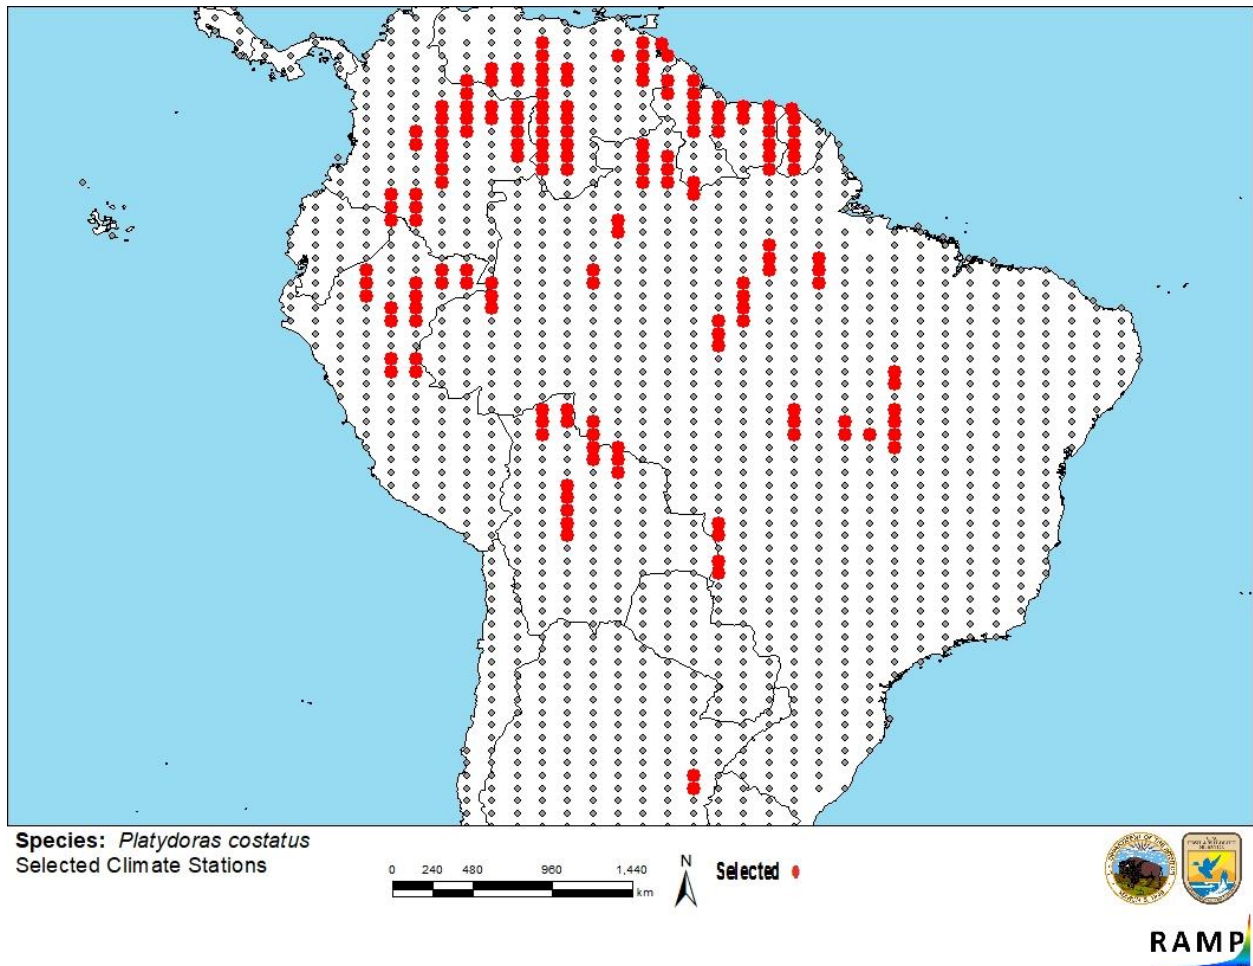 Species: Platydoras costatus
Selected Climate Stations
0 240 480 960 1,440
km
N
Selected
RAMP